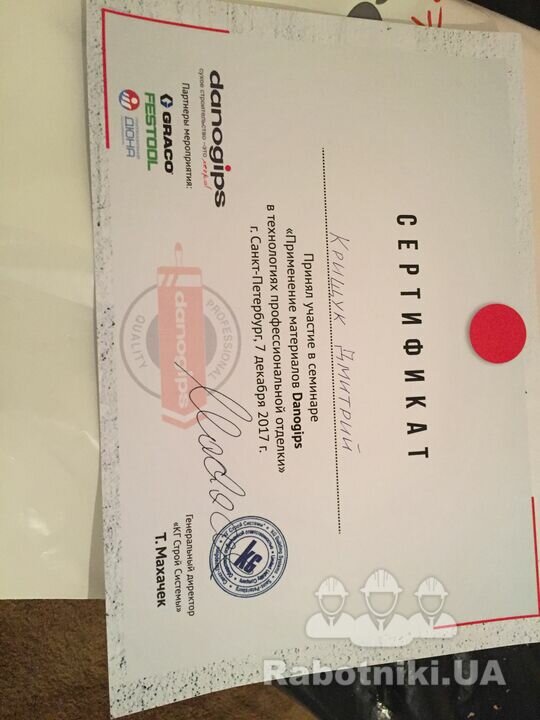 СЕРТИФИКАТ
КРИЩУК ДМИТРИЙ
Принял участие в семинаре
«Применение материалов Danogips
в технологиях профессиональной отделки»
г. Санкт-Петербург, 7 декабря 2017 г.
danogips
сухое строительство –это легко!
Партнеры мероприятия:
GRACO
FESTOOL
ДЮНА
PROFESSIONAL
danogips
QUALITY
Генеральный директор
«КГ Строй Системы»
Т. Махачек
Rabotniki.UA